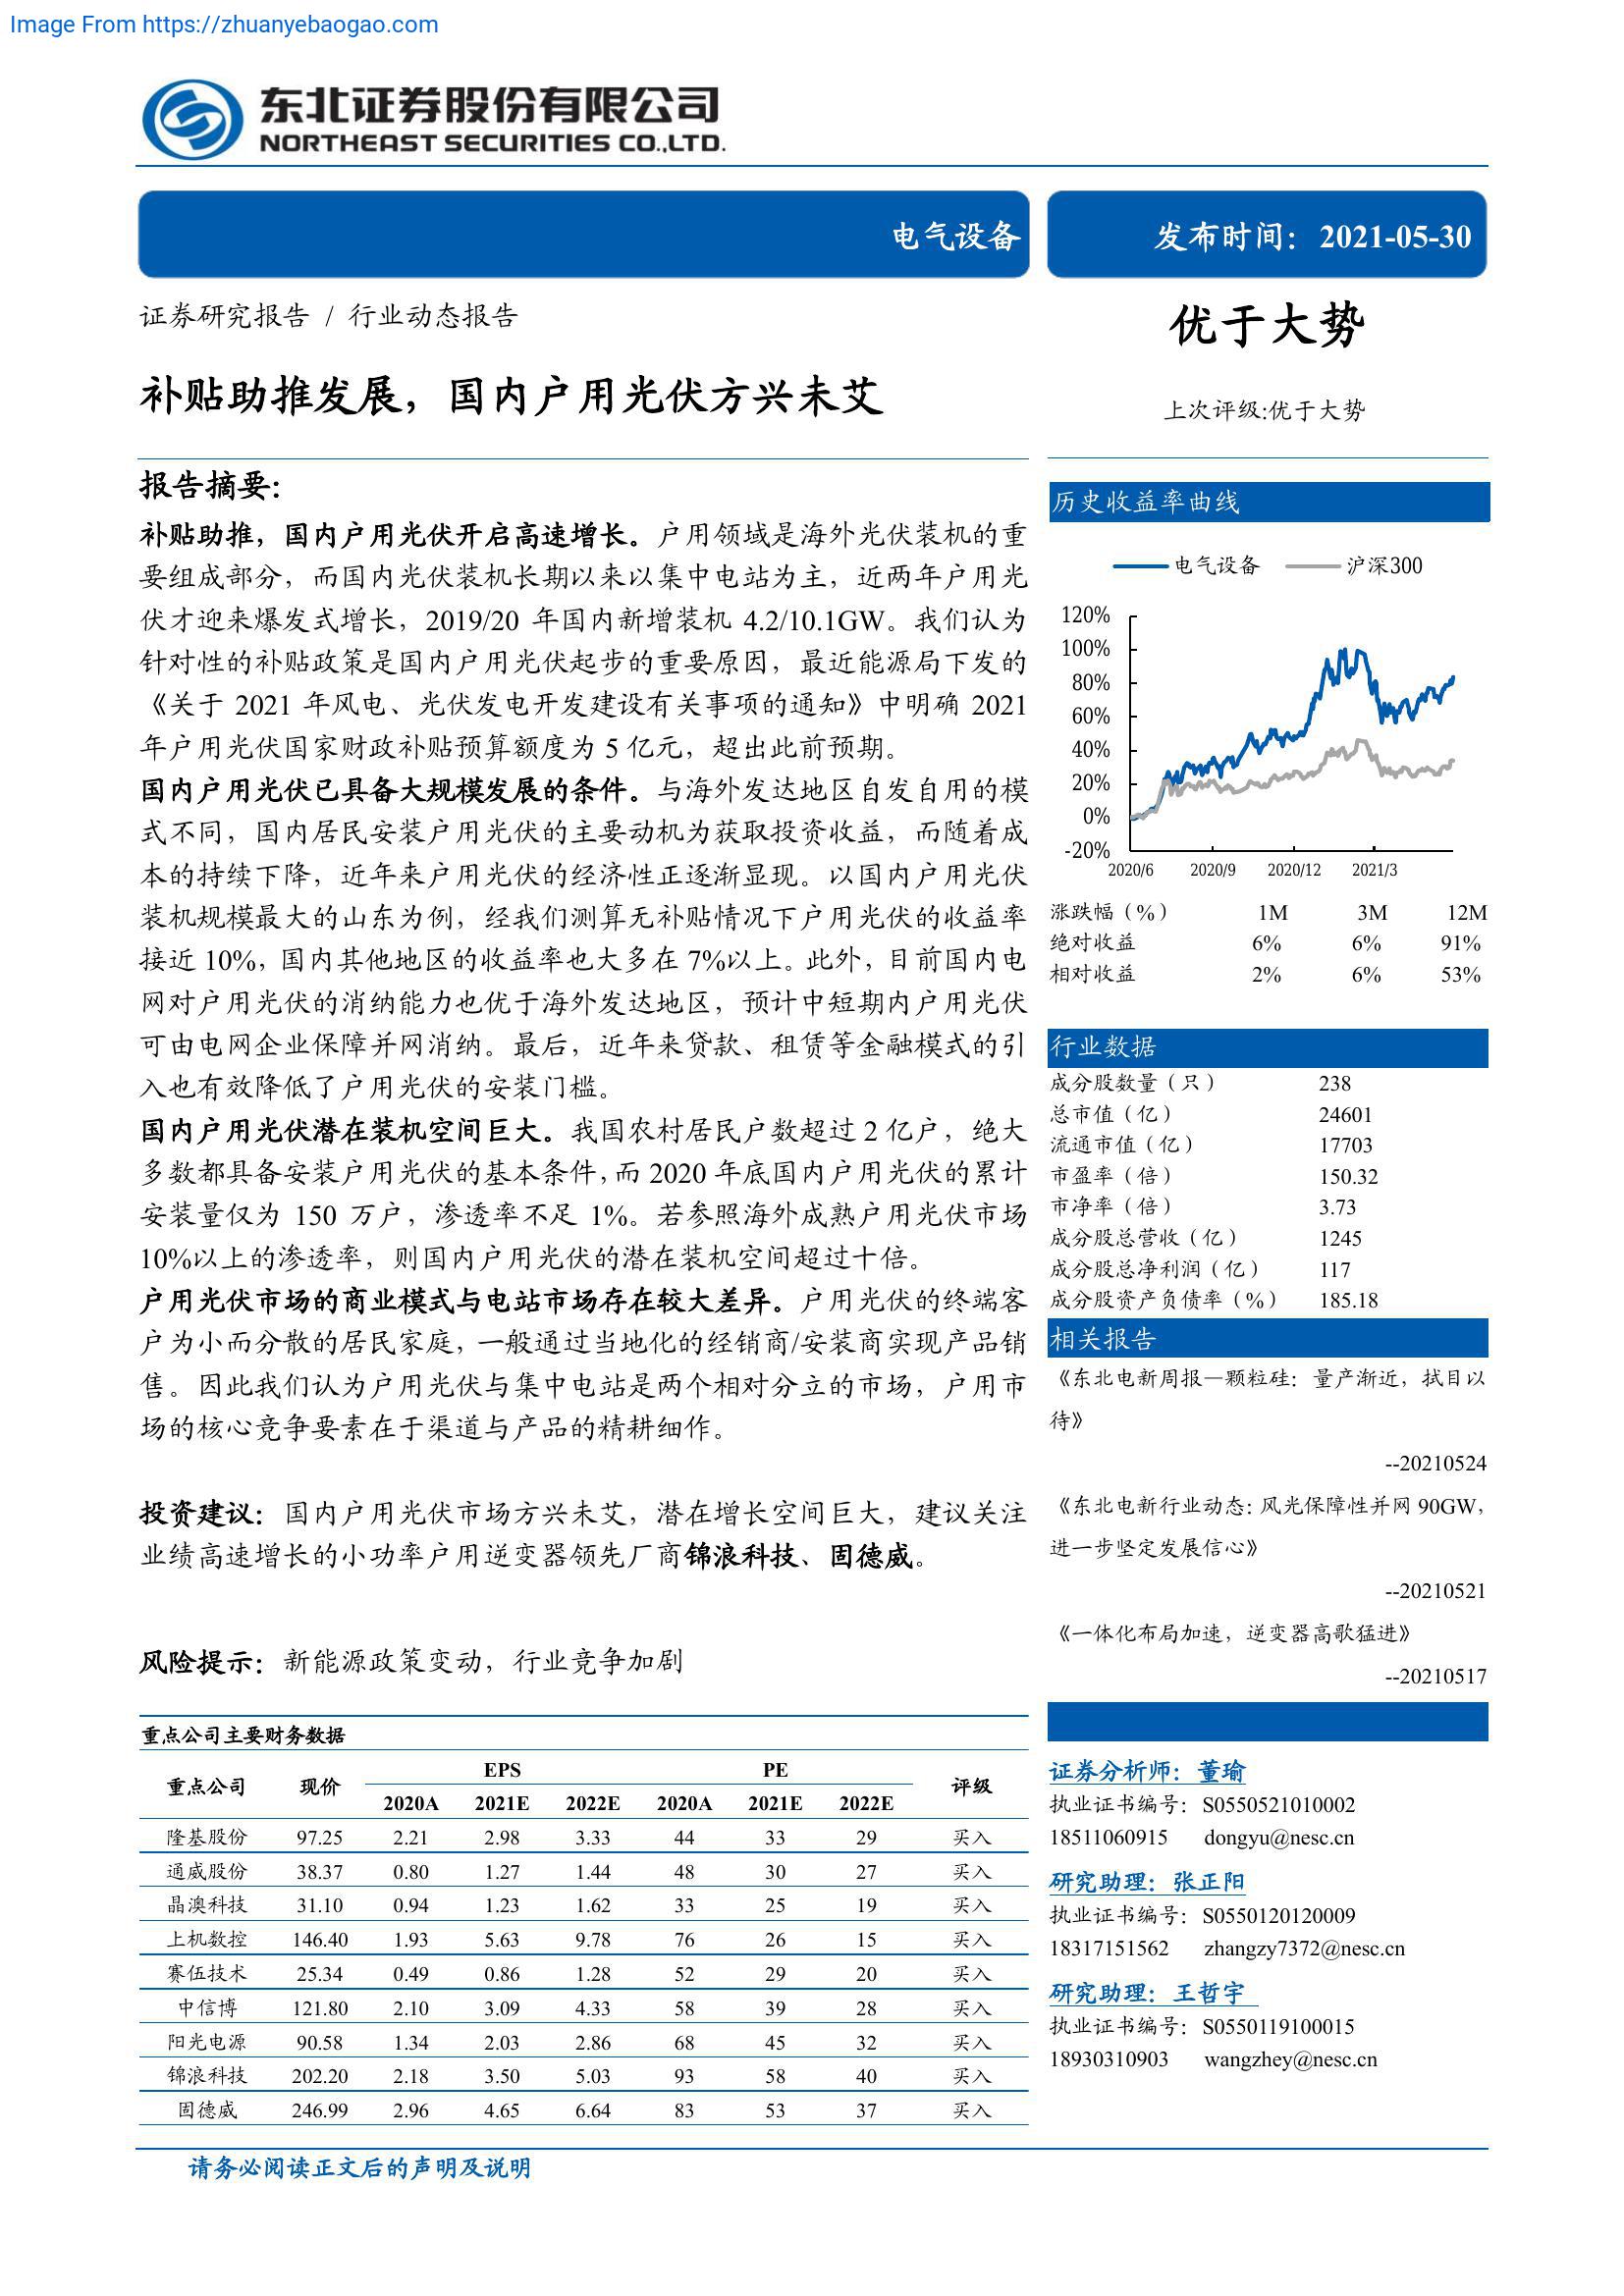 Image From https://zhuanyebaogao.com
东北证券股份有限公司
NORTHEAST SECURITIES CO.,LTD.
电气设备
发布时间：2021-05-30
证券研究报告 / 行业动态报告
补贴助推发展，国内户用光伏方兴未艾
报告摘要：
补贴助推，国内户用光伏开启高速增长。户用领域是海外光伏装机的重
要组成部分，而国内光伏装机长期以来以集中电站为主，近两年户用光
伏才迎来爆发式增长，2019/20 年国内新增装机 4.2/10.1GW。我们认为
针对性的补贴政策是国内户用光伏起步的重要原因，最近能源局下发的
《关于 2021 年风电、光伏发电开发建设有关事项的通知》中明确 2021
年户用光伏国家财政补贴预算额度为 5 亿元，超出此前预期。
国内户用光伏已具备大规模发展的条件。与海外发达地区自发自用的模
式不同，国内居民安装户用光伏的主要动机为获取投资收益，而随着成
本的持续下降，近年来户用光伏的经济性正逐渐显现。以国内户用光伏
装机规模最大的山东为例，经我们测算无补贴情况下户用光伏的收益率
接近 10%，国内其他地区的收益率也大多在 7%以上。此外，目前国内电
网对户用光伏的消纳能力也优于海外发达地区，预计中短期内户用光伏
可由电网企业保障并网消纳。最后，近年来贷款、租赁等金融模式的引
入也有效降低了户用光伏的安装门槛。
国内户用光伏潜在装机空间巨大。我国农村居民户数超过 2 亿户，绝大
多数都具备安装户用光伏的基本条件，而 2020 年底国内户用光伏的累计
安装量仅为 150 万户，渗透率不足 1%。若参照海外成熟户用光伏市场
10%以上的渗透率，则国内户用光伏的潜在装机空间超过十倍。
户用光伏市场的商业模式与电站市场存在较大差异。户用光伏的终端客
户为小而分散的居民家庭，一般通过当地化的经销商/安装商实现产品销
售。因此我们认为户用光伏与集中电站是两个相对分立的市场，户用市
场的核心竞争要素在于渠道与产品的精耕细作。
投资建议：国内户用光伏市场方兴未艾，潜在增长空间巨大，建议关注
业绩高速增长的小功率户用逆变器领先厂商锦浪科技、固德威。
风险提示：新能源政策变动，行业竞争加剧
重点公司主要财务数据
重点公司 现价 EPS PE 评级
2020A 2021E 2022E 2020A 2021E 2022E
隆基股份 97.25 2.21 2.98 3.33 44 33 29 买入
通威股份 38.37 0.80 1.27 1.44 48 30 27 买入
晶澳科技 31.10 0.94 1.23 1.62 33 25 19 买入
上机数控 146.40 1.93 5.63 9.78 76 26 15 买入
赛伍技术 25.34 0.49 0.86 1.28 52 29 20 买入
中信博 121.80 2.10 3.09 4.33 58 39 28 买入
阳光电源 90.58 1.34 2.03 2.86 68 45 32 买入
锦浪科技 202.20 2.18 3.50 5.03 93 58 40 买入
固德威 246.99 2.96 4.65 6.64 83 53 37 买入
优于大势
上次评级:优于大势
历史收益率曲线
电气设备 沪深300
120%
100%
80%
60%
40%
20%
0%
-20%
2020/6 2020/9 2020/12 2021/3
涨跌幅（%） 1M 3M 12M
绝对收益 6% 6% 91%
相对收益 2% 6% 53%
行业数据
成分股数量（只） 238
总市值（亿） 24601
流通市值（亿） 17703
市盈率（倍） 150.32
市净率（倍） 3.73
成分股总营收（亿） 1245
成分股总净利润（亿） 117
成分股资产负债率（%） 185.18
相关报告
《东北电新周报—颗粒硅：量产渐近，拭目以
待》
--20210524
《东北电新行业动态：风光保障性并网 90GW，
进一步坚定发展信心》
--20210521
《一体化布局加速，逆变器高歌猛进》
--20210517
证券分析师：董瑜
执业证书编号：S0550521010002
18511060915 dongyu@nesc.cn
研究助理：张正阳
执业证书编号：S0550120120009
18317151562 zhangzy7372@nesc.cn
研究助理：王哲宇
执业证书编号：S0550119100015
18930310903 wangzhey@nesc.cn
请务必阅读正文后的声明及说明